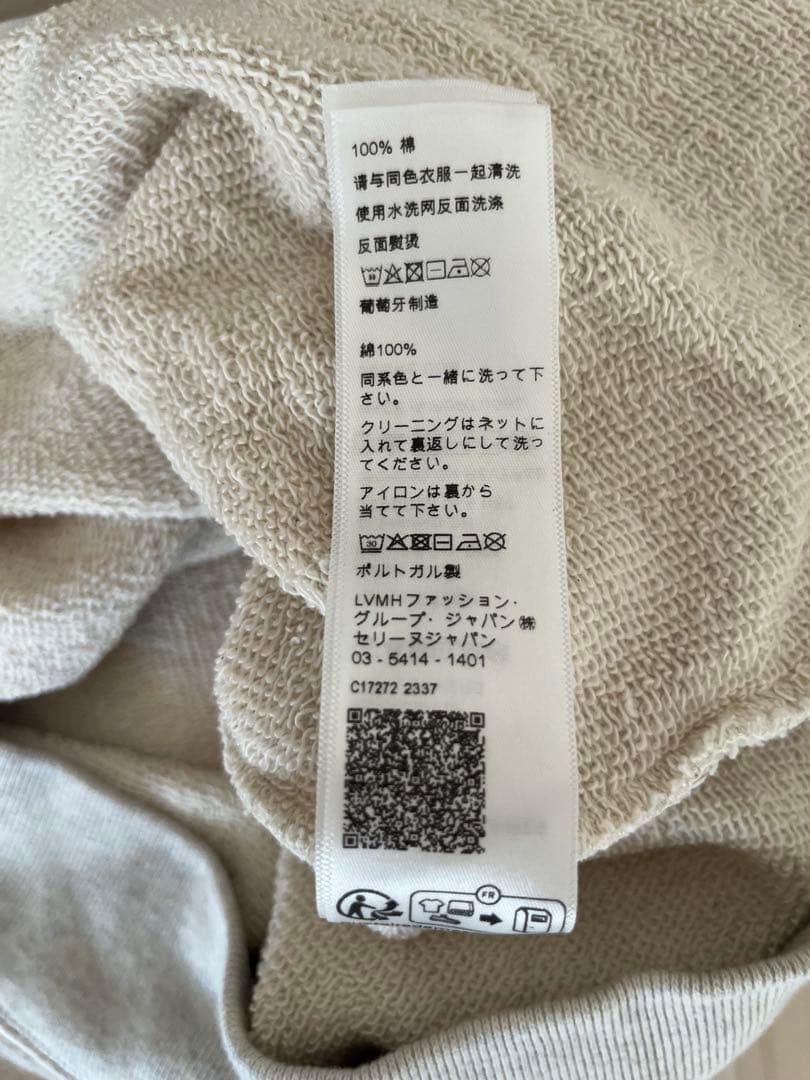 100% 棉
请与同色衣服一起清洗
使用水洗网反面洗涤
反面熨烫
葡萄牙制造
綿100%
同系色と一緒に洗って下
さい。
クリーニングはネットに
入れて裏返しにして洗っ
てください。
アイロンは裏から
当てて下さい。
30
ポルトガル製
LVMHファッション・
グループ・ジャパン㈱
セリーヌジャパン
03 - 5414 - 1401
C17272 2337
FR